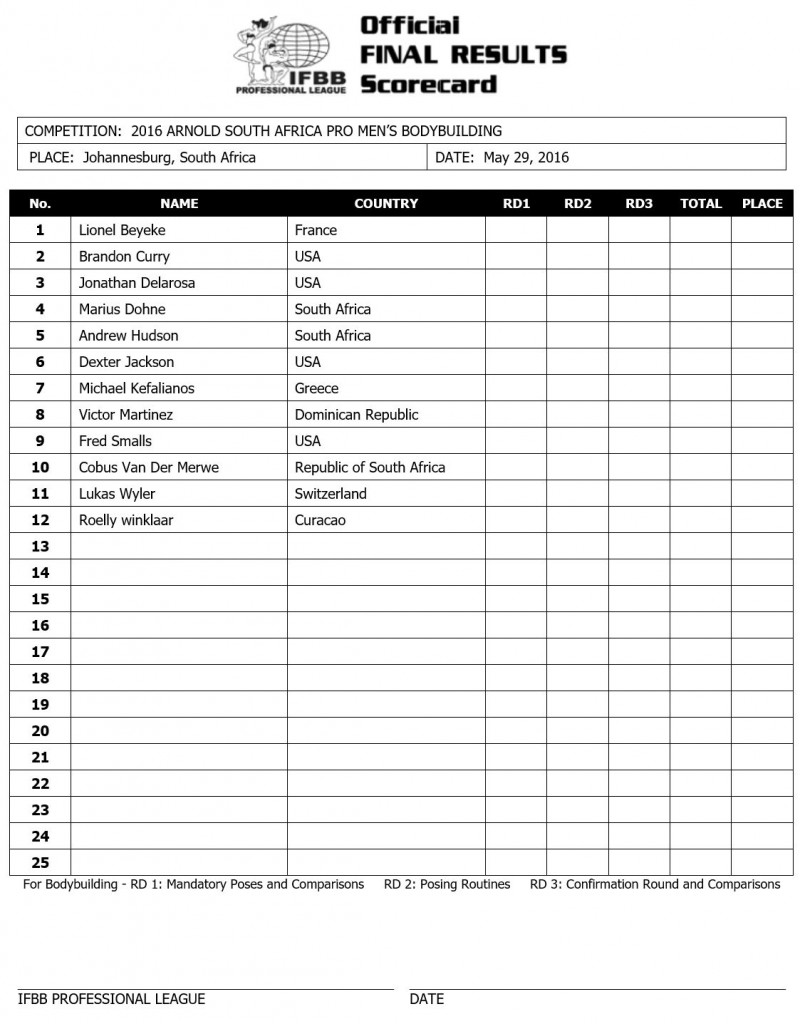 Official
FINAL RESULTS
Scorecard
IFBB
PROFESSIONAL LEAGUE
COMPETITION: 2016 ARNOLD SOUTH AFRICA PRO MEN’S BODYBUILDING
PLACE: Johannesburg, South Africa DATE: May 29, 2016
No. NAME COUNTRY RD1 RD2 RD3 TOTAL PLACE
1 Lionel Beyeke France
2 Brandon Curry USA
3 Jonathan Delarosa USA
4 Marius Dohne South Africa
5 Andrew Hudson South Africa
6 Dexter Jackson USA
7 Michael Kefalianos Greece
8 Victor Martinez Dominican Republic
9 Fred Smalls USA
10 Cobus Van Der Merwe Republic of South Africa
11 Lukas Wyler Switzerland
12 Roelly winklaar Curacao
13
14
15
16
17
18
19
20
21
22
23
24
25
For Bodybuilding - RD 1: Mandatory Poses and Comparisons RD 2: Posing Routines RD 3: Confirmation Round and Comparisons
IFBB PROFESSIONAL LEAGUE DATE